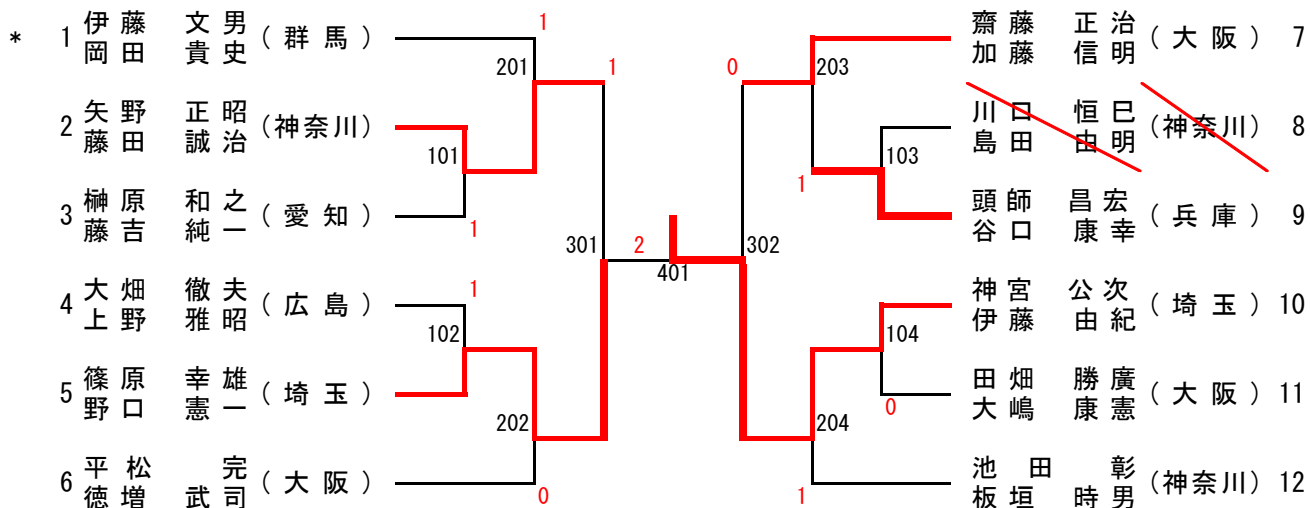 * 1 伊藤 文男 (群馬)
岡田 貴史
2 矢野 正昭 (神奈川)
藤田 誠治
3 榊原 和之 (愛知)
藤吉 純一
4 大畑 徹夫 (広島)
上野 雅昭
5 篠原 幸雄 (埼玉)
野口 憲一
6 平松 完 (大阪)
徳増 武司
1
201
1
101
1
301
1
102
202
0
2
401
0
203
103
1
302
104
0
204
1
齋藤 正治 (大阪) 7
加藤 信明
川口 恒巳 (神奈川) 8
島田 由明
頭師 昌宏 (兵庫) 9
谷口 康幸
神宮 公次 (埼玉) 10
伊藤 由紀
田畑 勝廣 (大阪) 11
大嶋 康憲
池田 彰 (神奈川) 12
板垣 時男